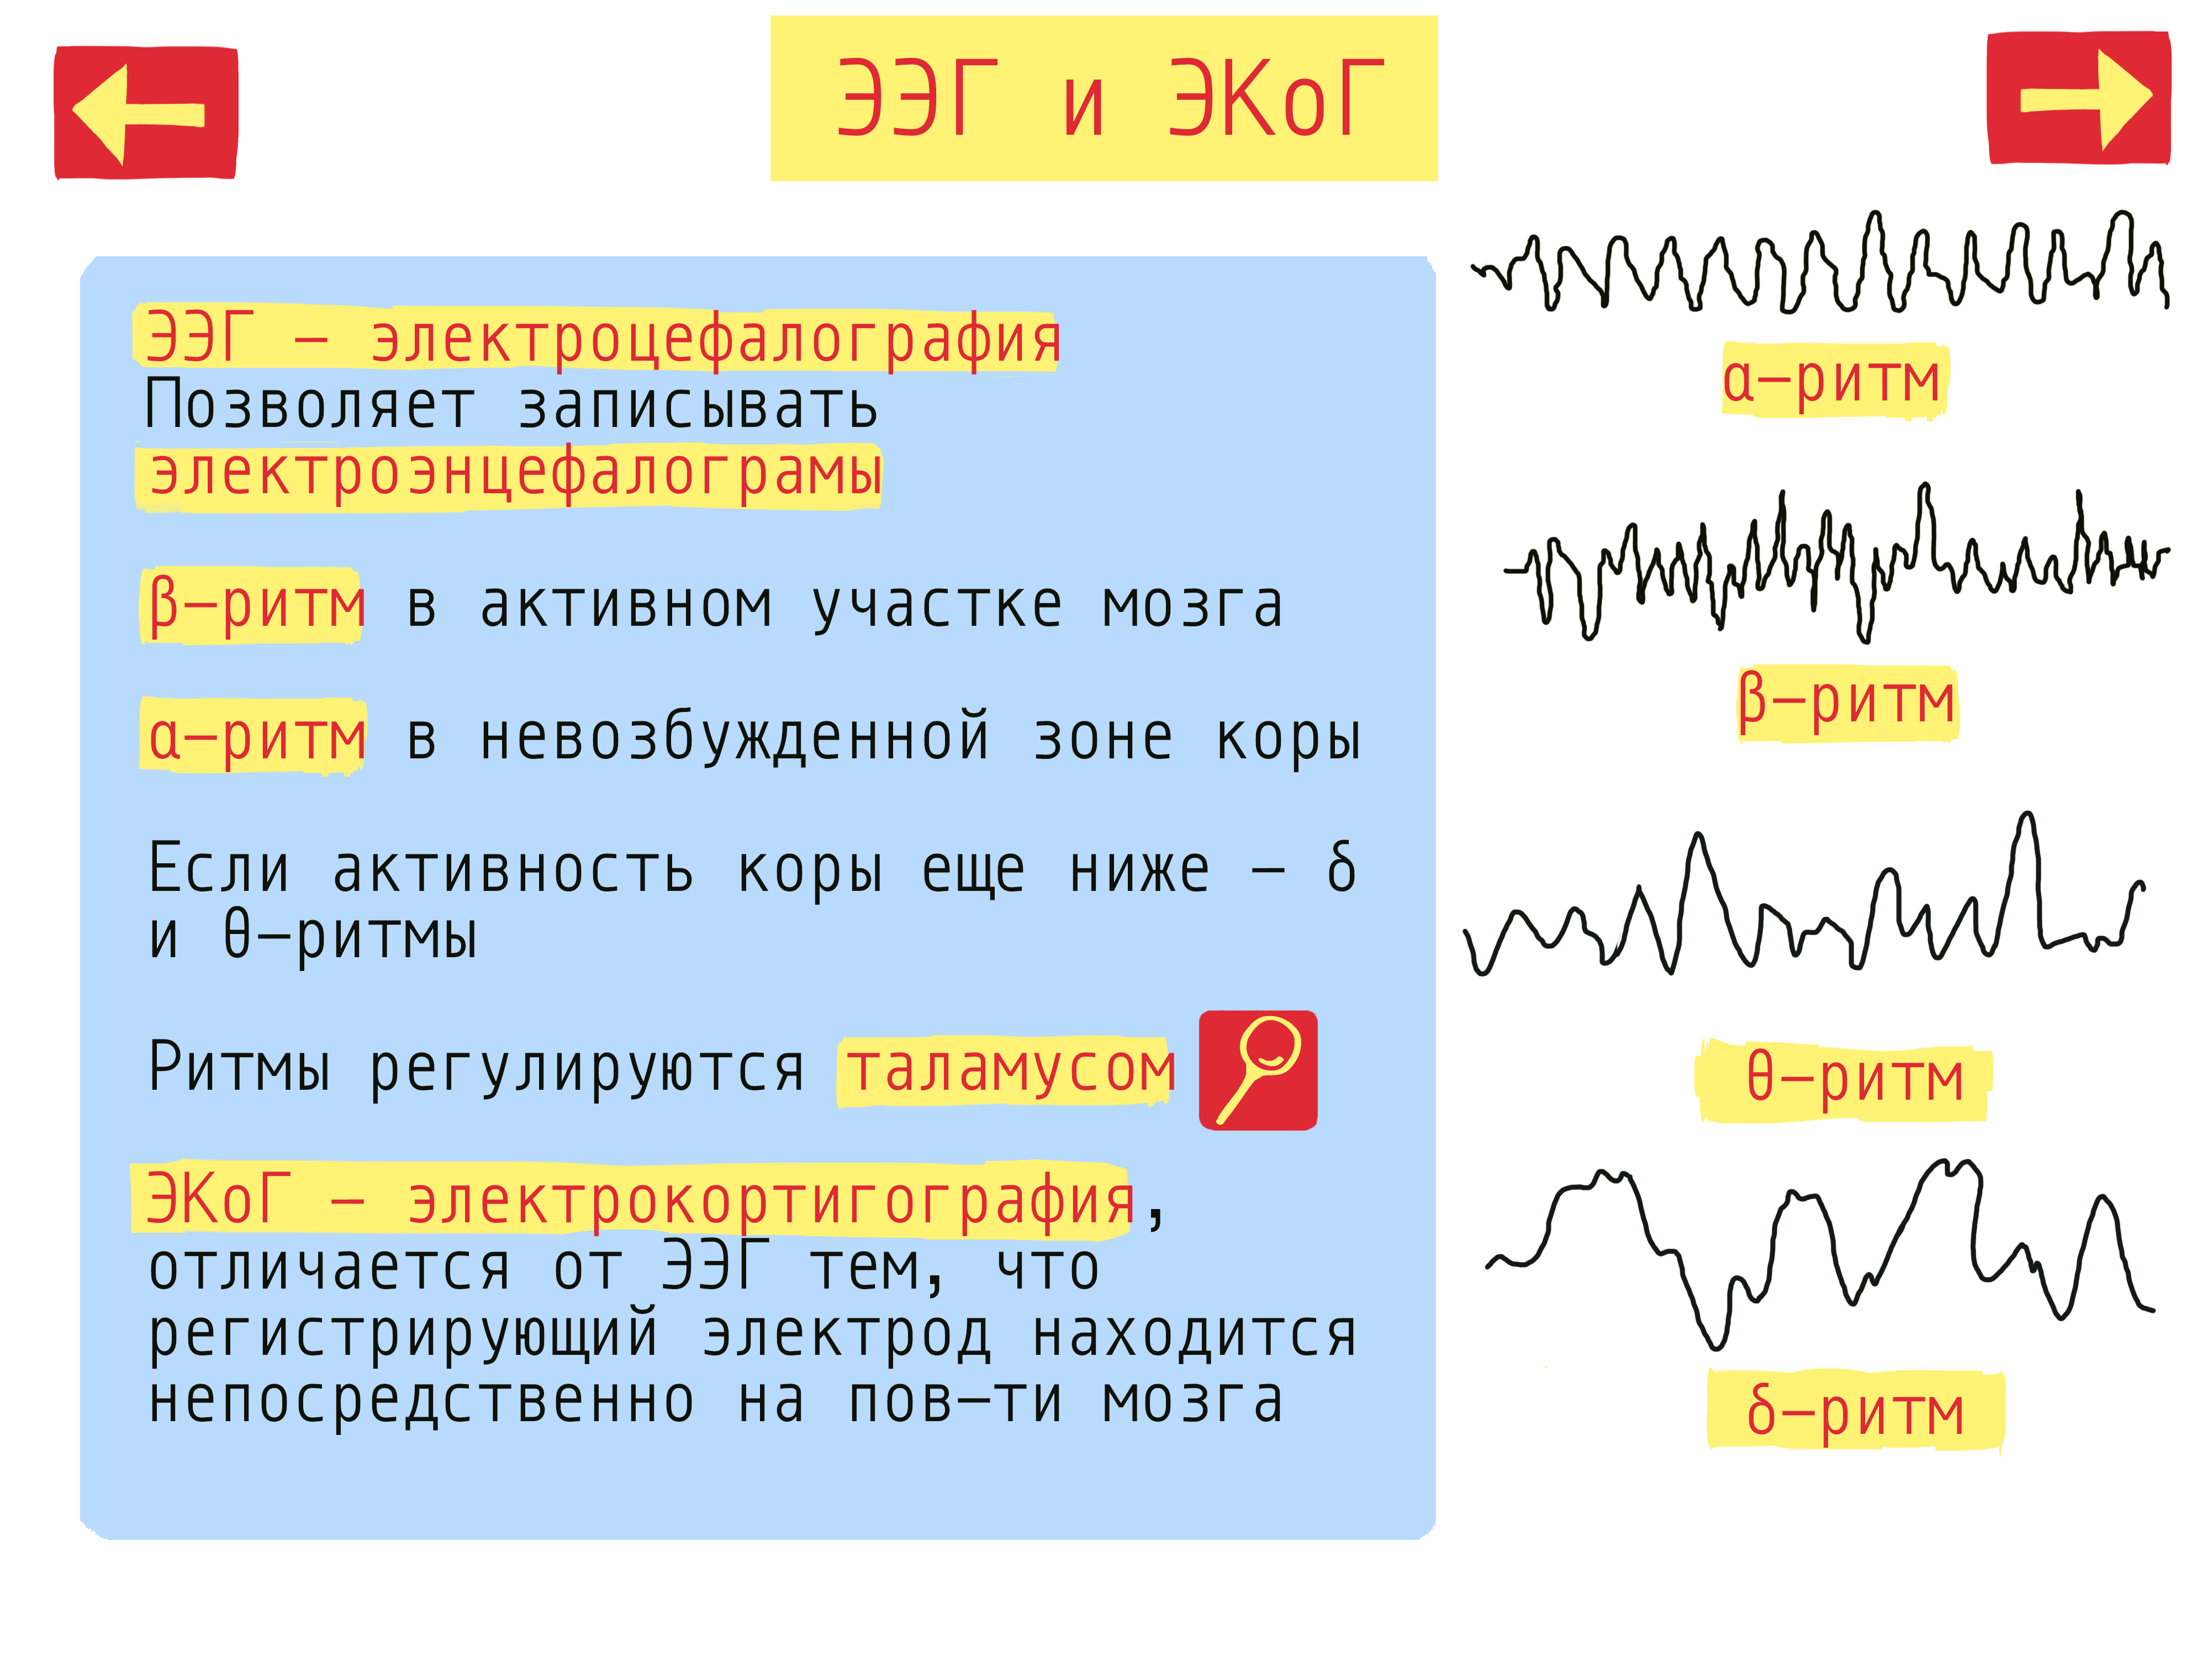 ЭЭГ и ЭКоГ
ЭЭГ – электроцефалография
Позволяет записывать
электроэнцефалограмы
β–ритм в активном участке мозга
α–ритм в невозбужденной зоне коры
Если активность коры еще ниже – δ
и θ–ритмы
Ритмы регулируются таламусом
ЭКоГ – электрокортигография,
отличается от ЭЭГ тем, что
регистрирующий электрод находится
непосредственно на пов–ти мозга
α–ритм
β–ритм
θ–ритм
δ–ритм